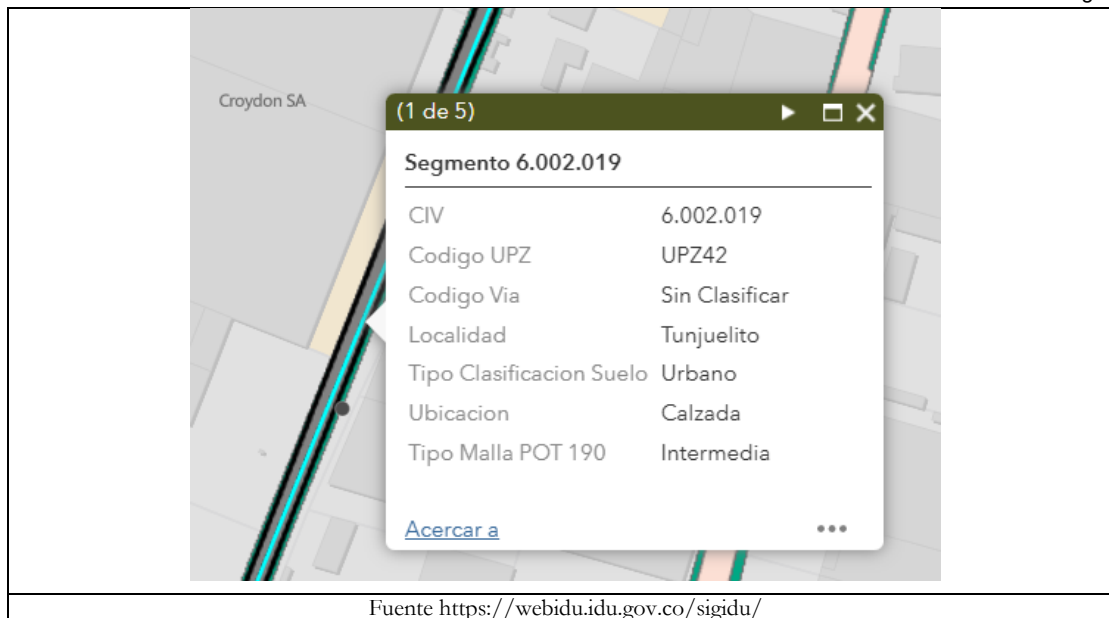 Croydon SA
(1 de 5)
Segmento 6.002.019
CIV 6.002.019
Codigo UPZ UPZ42
Codigo Via Sin Clasificar
Localidad Tunjuelito
Tipo Clasificacion Suelo Urbano
Ubicacion Calzada
Tipo Malla POT 190 Intermedia
Acercar a
Fuente https://webidu.idu.gov.co/sigidu/